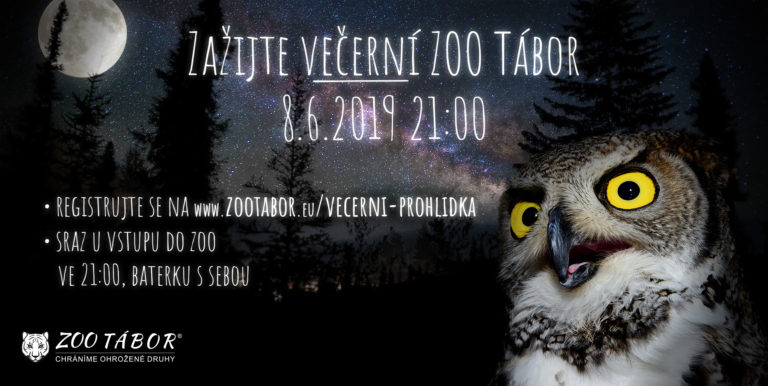 Zažijte večerní ZOO Tábor
8.6.2019 21:00
• registrujte se na www.zootabor.eu/vecerni-prohlidka
• sraz u vstupu do zoo
ve 21:00, baterku s sebou
ZOO TÁBOR®
CHRÁNÍME OHROŽENÉ DRUHY